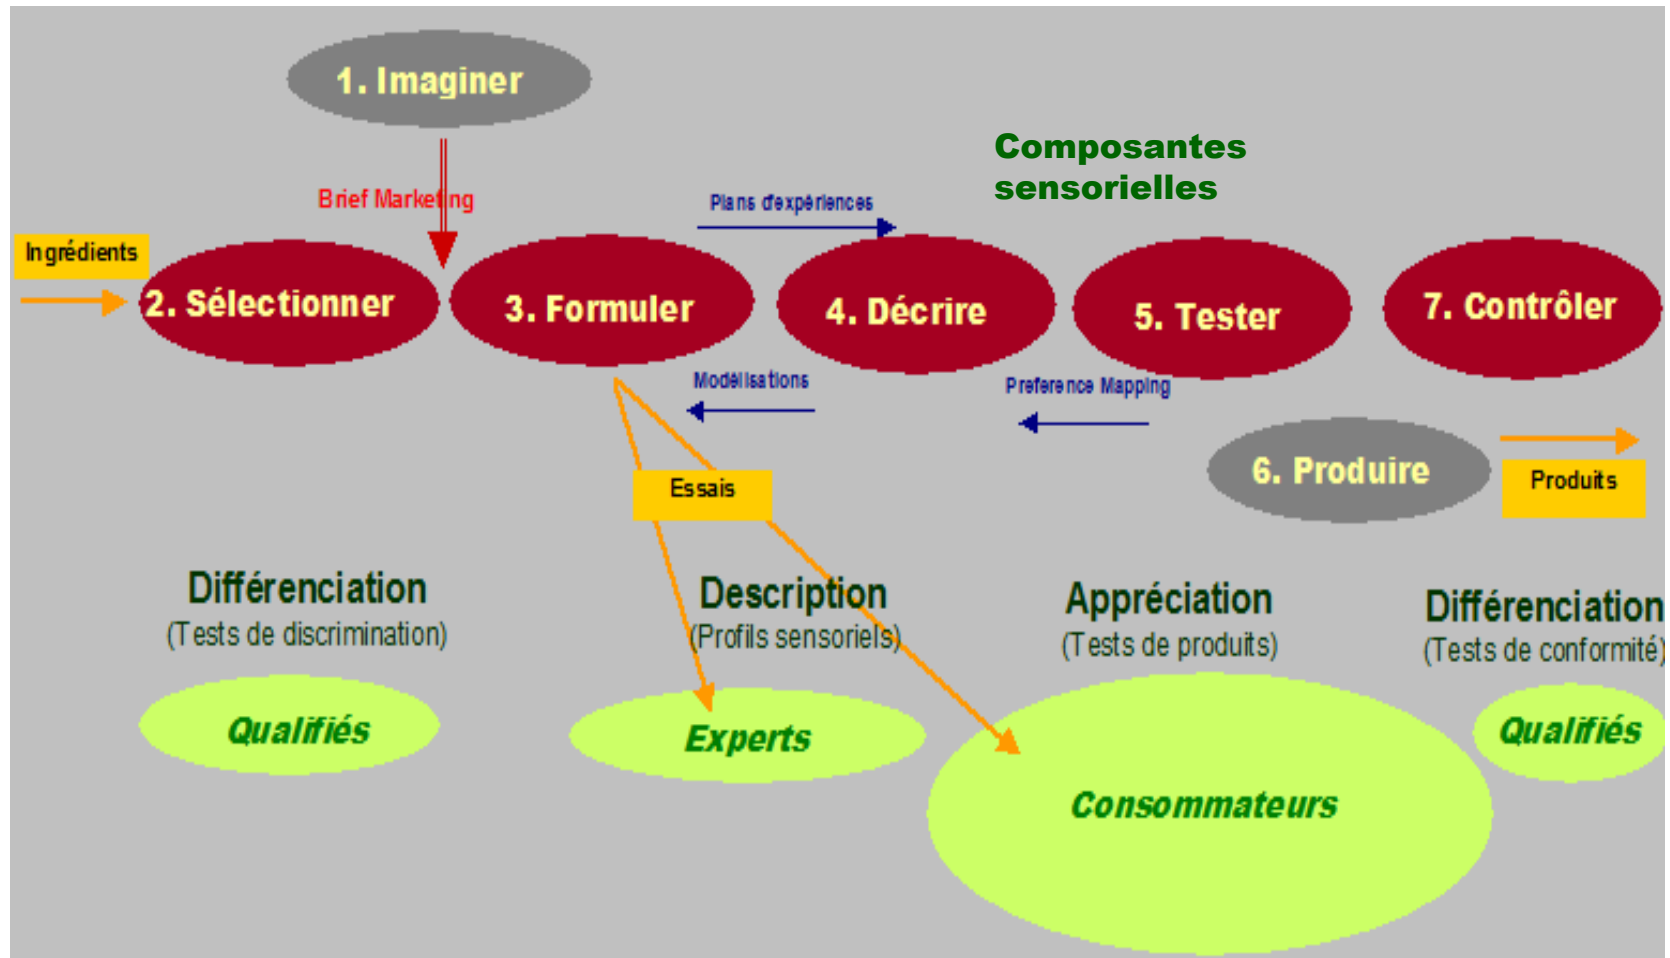 1. Imaginer
Composantes
sensorielles
Brief Marketing
Plans d'expériences
Ingrédients
2. Sélectionner
3. Formuler
4. Décrire
5. Tester
7. Contrôler
Modélisations
Preference Mapping
6. Produire
Produits
Essais
Différenciation
(Tests de discrimination)
Description
(Profils sensoriels)
Appréciation
(Tests de produits)
Différenciation
(Tests de conformité)
Qualifiés
Experts
Consommateurs
Qualifiés